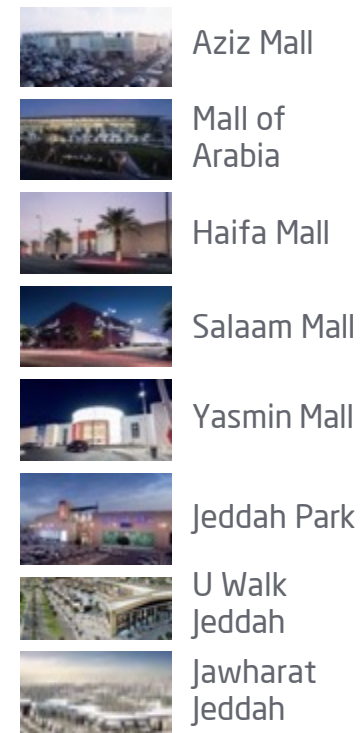 Aziz Mall
Mall of
Arabia
Haifa Mall
Salaam Mall
Yasmin Mall
Jeddah Park
U Walk
Jeddah
Jawharat
Jeddah